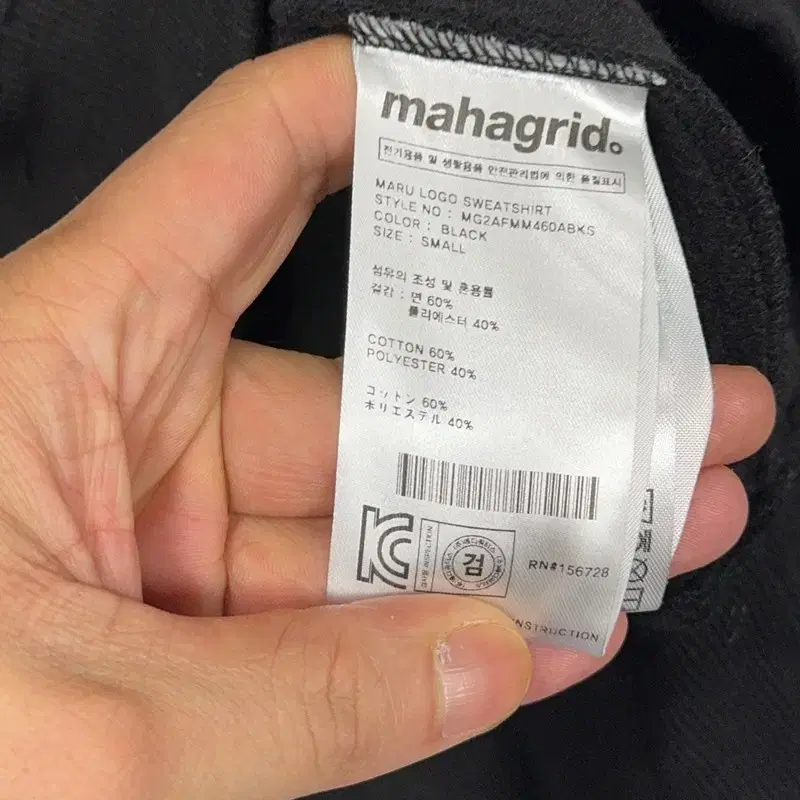 mahagrid.
전기용품 및 생활용품 안전관리법에 의한 품질표시
MARU LOGO SWEATSHIRT
STYLE NO : MG2AFMM460ABKS
COLOR : BLACK
SIZE : SMALL
섬유의 조성 및 혼용률
겉감 : 면 60%
폴리에스터 40%
COTTON 60%
POLYESTER 40%
コットン 60%
ポリエステル 40%
검
RN#156728